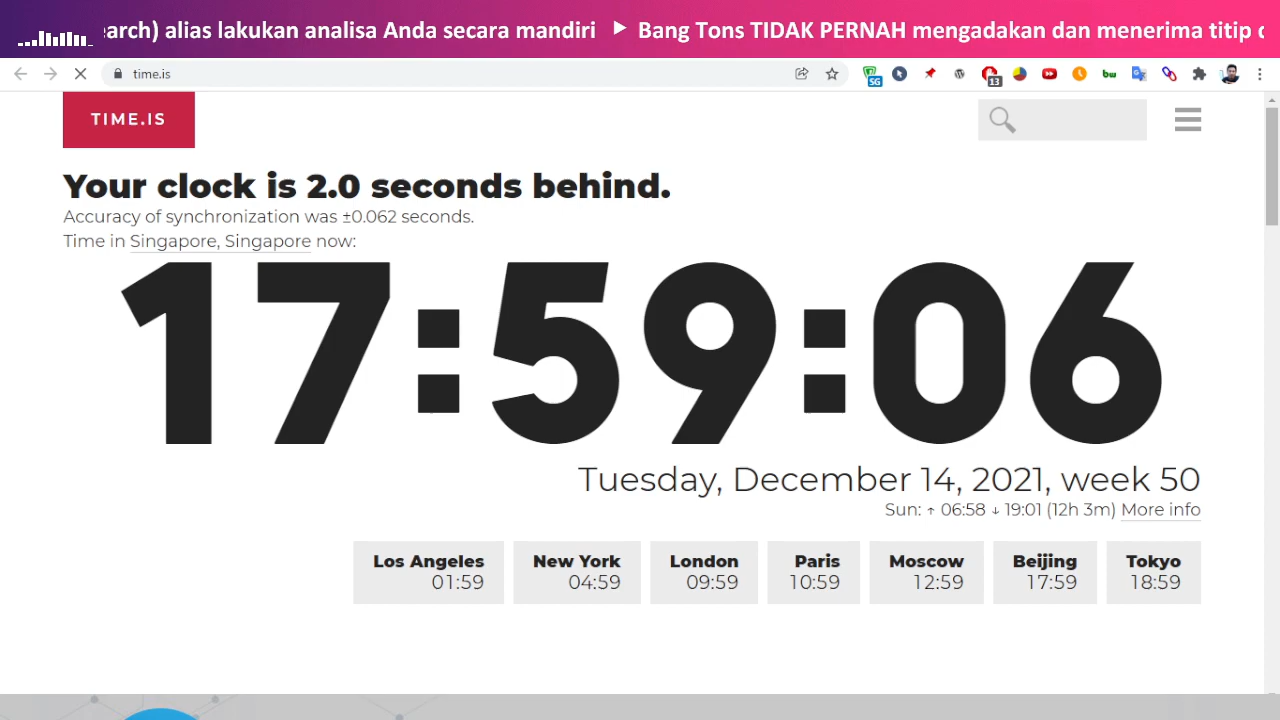 earch) alias lakukan analisa Anda secara mandiri ▶ Bang Tons TIDAK PERNAH mengadakan dan menerima titip
time.is
SG
13
bw
TIME.IS
Your clock is 2.0 seconds behind.
Accuracy of synchronization was ±0.062 seconds.
Time in Singapore, Singapore now:
17:59:06
Tuesday, December 14, 2021, week 50
Sun: ↑ 06:58 ↓ 19:01 (12h 3m) More info
Los Angeles New York London Paris Moscow Beijing Tokyo
01:59 04:59 09:59 10:59 12:59 17:59 18:59